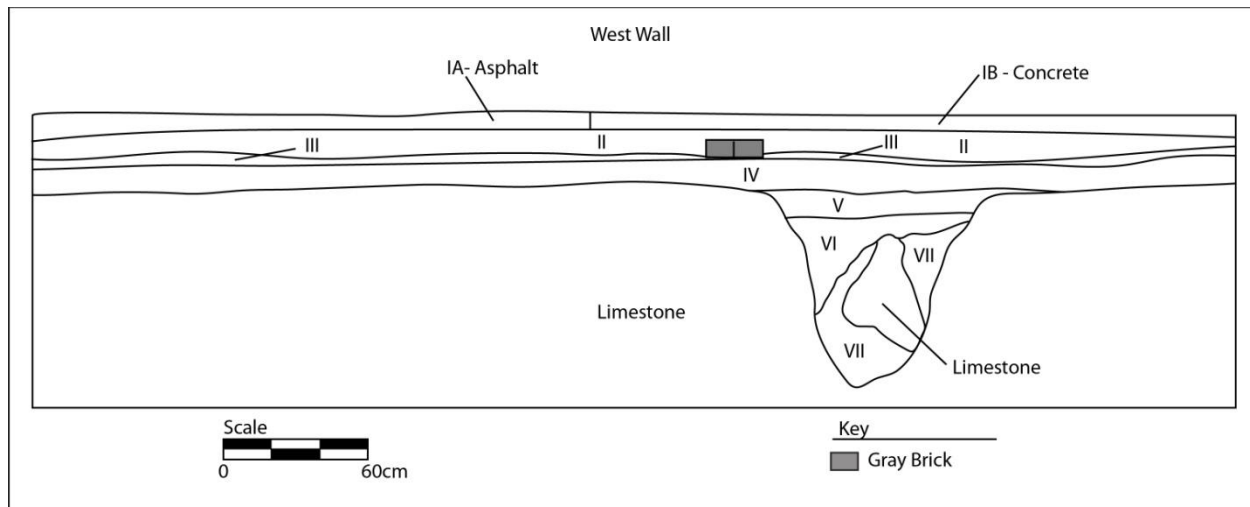 West Wall
IA- Asphalt
IB - Concrete
III
II
III
II
IV
V
VI
VII
Limestone
VII
Limestone
Scale
0 60cm
Key
Gray Brick